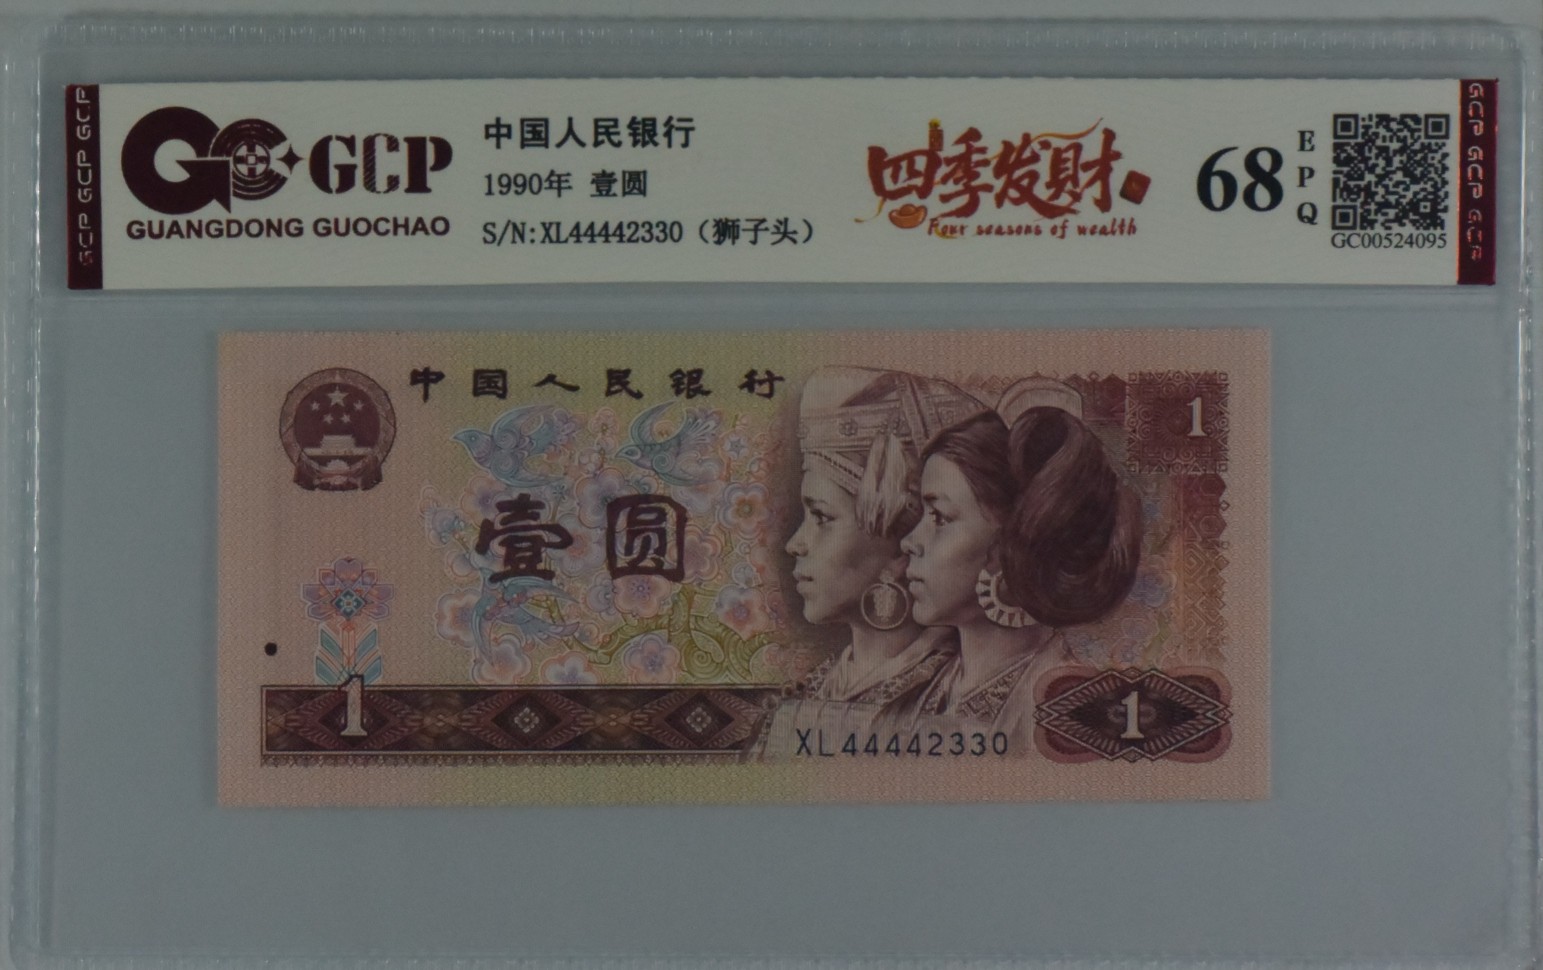 GCP GCP GCP
GCP
GUANGDONG GUOCHAO
中国人民银行
1990年 壹圆
S/N:XL44442330（狮子头）
四季发财
Four seasons of wealth
68
EPQ
GC00524095
GCP GCP GCP
中国人民银行
1
壹圆
1
XL44442330
1